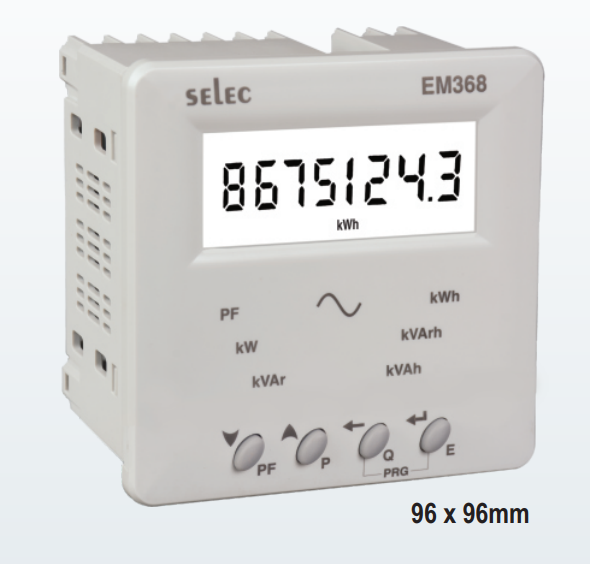 selec EM368
8675124.3
kWh
PF kWh
kW kVArh
kVAr kVAh
PF P Q E
PRG
96 x 96mm